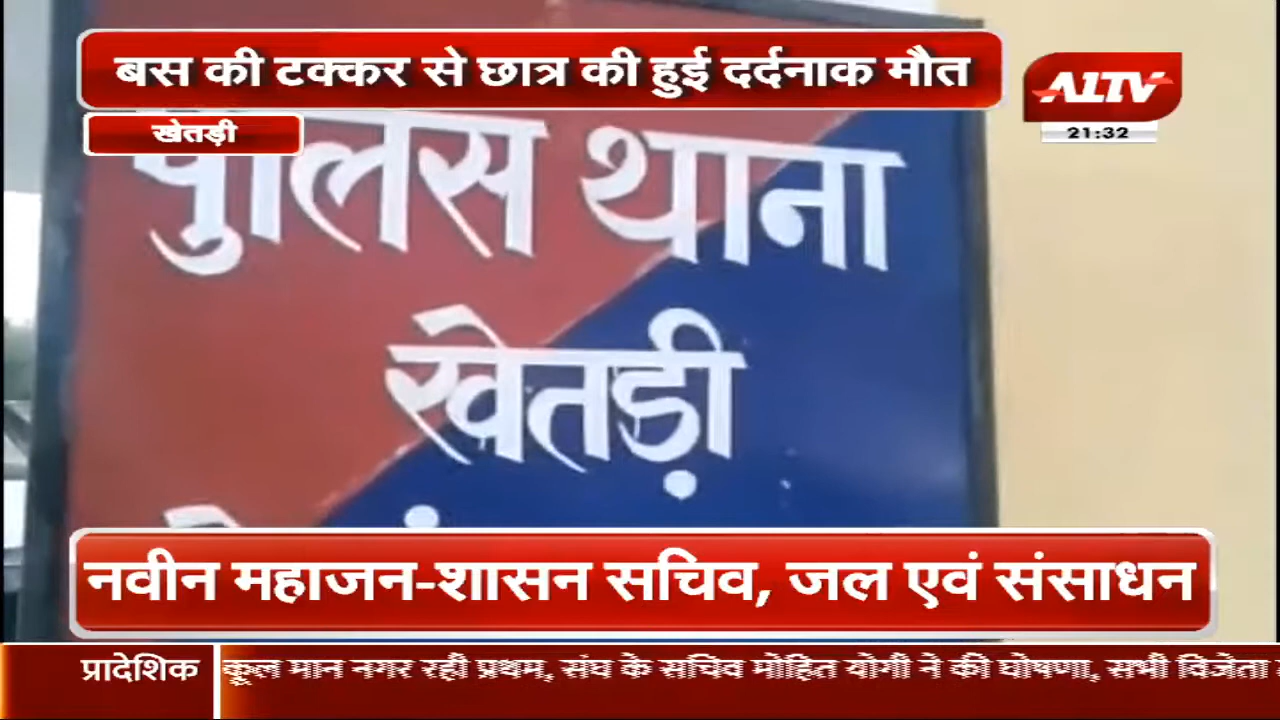 बस की टक्कर से छात्र की हुई दर्दनाक मौत
A1TV
21:32
खेतड़ी
पुलिस थाना
खेतड़ी
नवीन महाजन-शासन सचिव, जल एवं संसाधन
प्रादेशिक
कूल मान नगर रही प्रथम, संघ के सचिव मोहित योगी ने की घोषणा, सभी विजेता